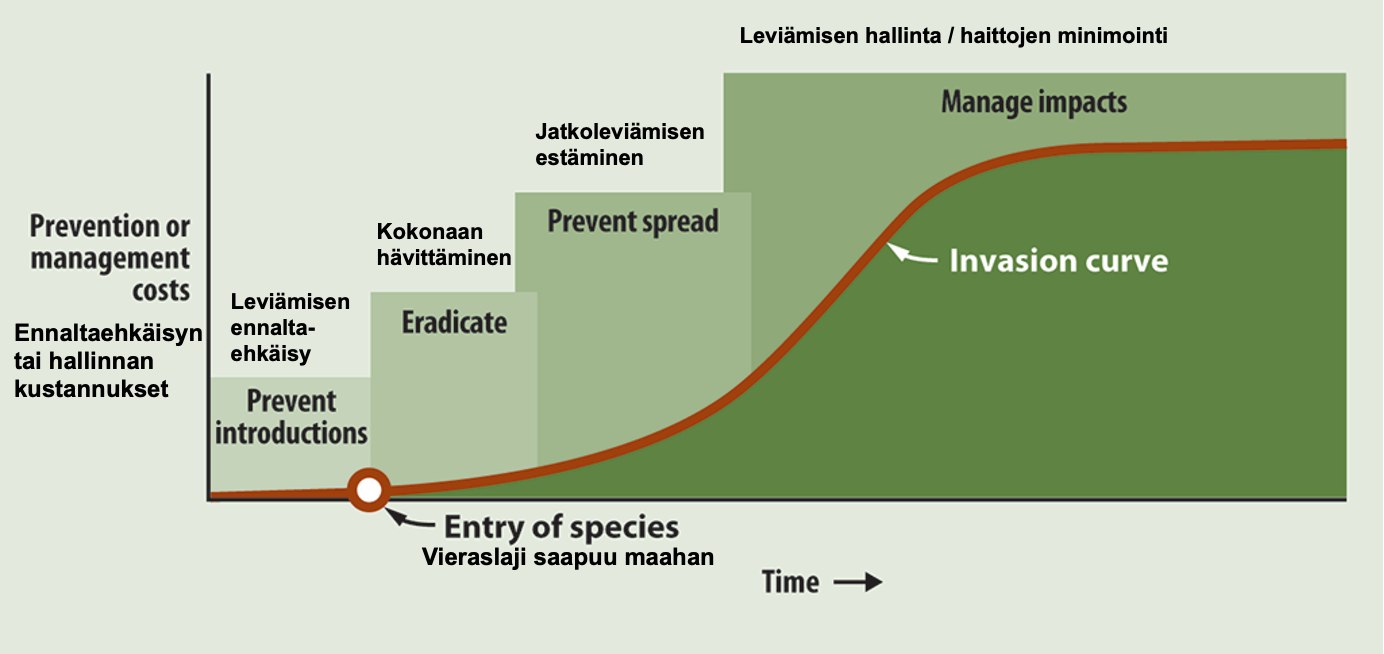 Leviämisen hallinta / haittojen minimointi
Manage impacts
Jatkoleviämisen
estäminen
Prevent spread
Kokonaan
hävittäminen
Eradicate
Leviämisen
ennalta-
ehkäisy
Prevent
introductions
Prevention or
management
costs
Ennaltaehkäisyn
tai hallinnan
kustannukset
Invasion curve
Entry of species
Vieraslaji saapuu maahan
Time